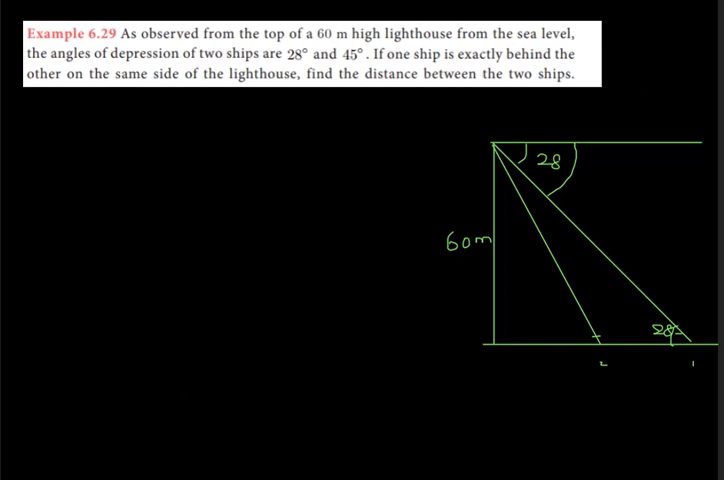 Example 6.29 As observed from the top of a 60 m high lighthouse from the sea level,
the angles of depression of two ships are 28° and 45°. If one ship is exactly behind the
other on the same side of the lighthouse, find the distance between the two ships.
28
60m
28
2 1